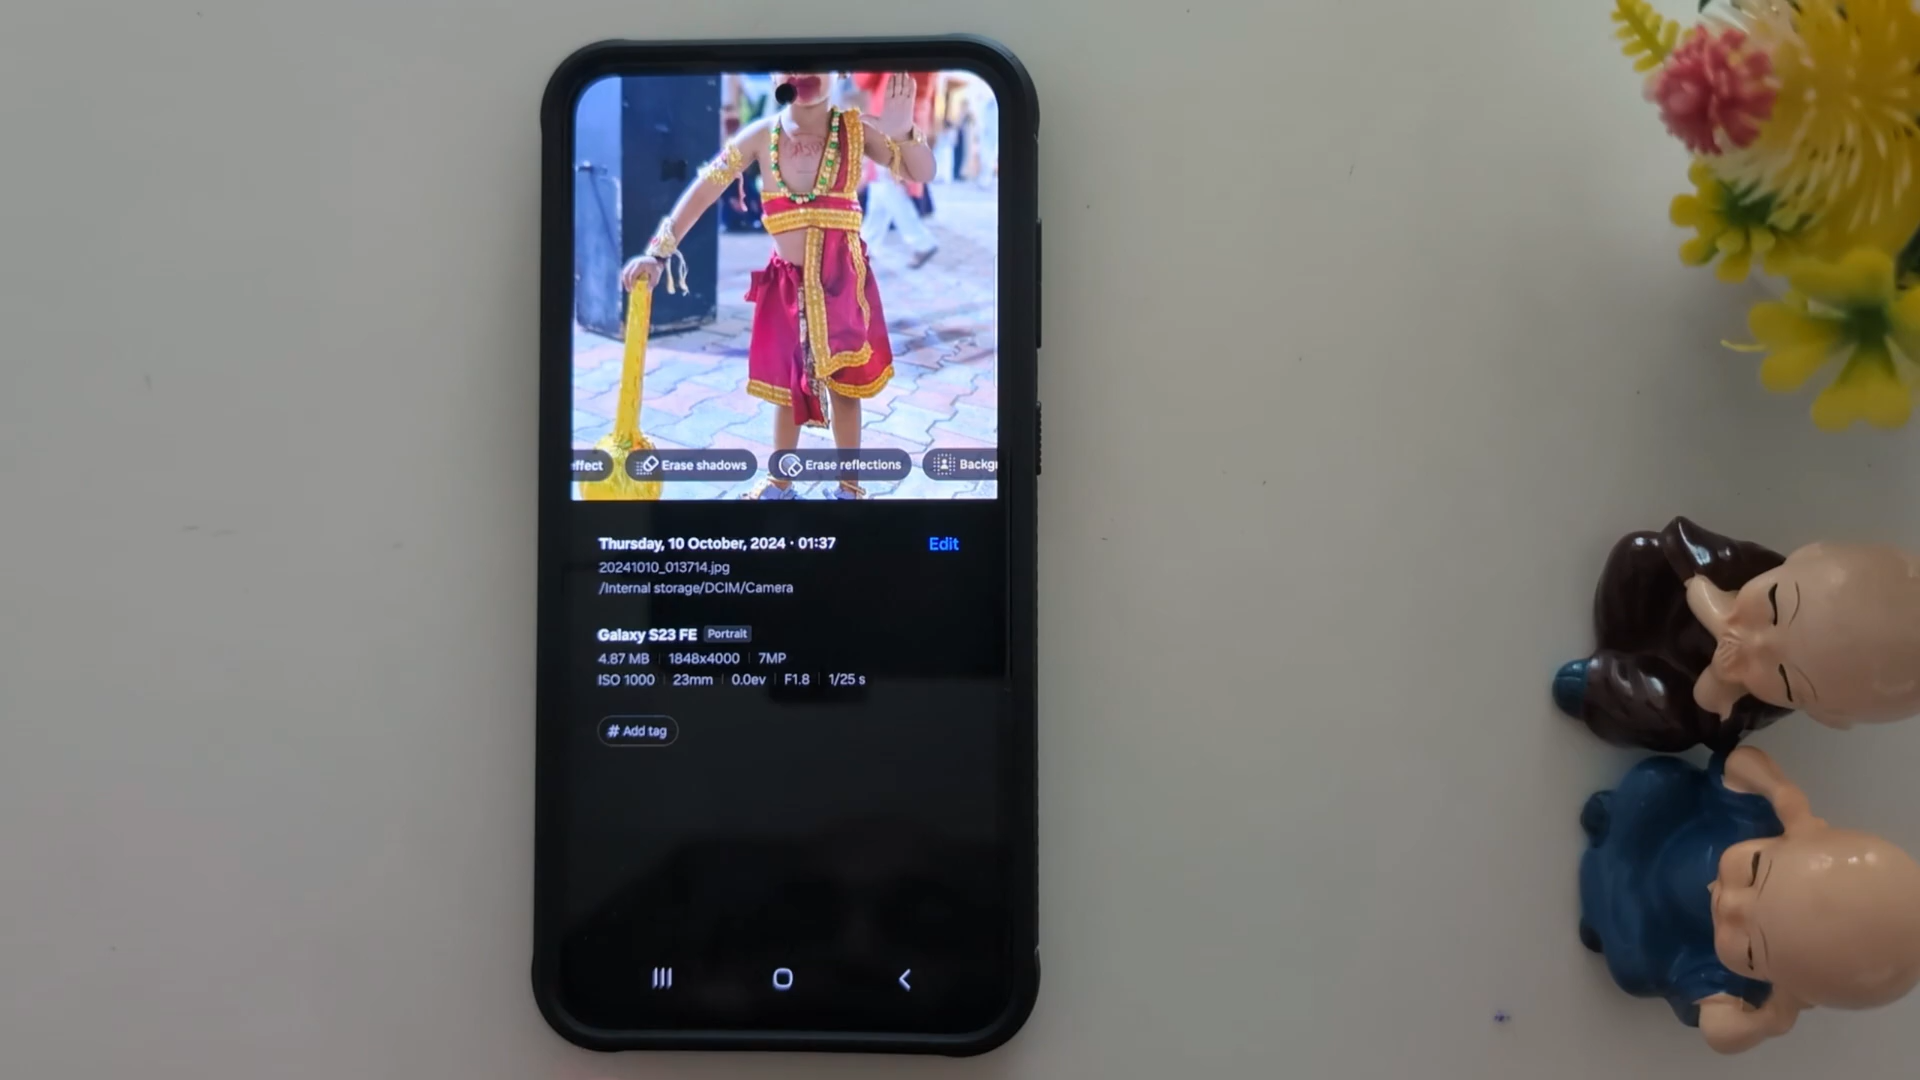 ffect Erase shadows Erase reflections Backgr
Thursday, 10 October, 2024 · 01:37 Edit
20241010_013714.jpg
/Internal storage/DCIM/Camera
Galaxy S23 FE Portrait
4.87 MB 1848x4000 7MP
ISO 1000 23mm 0.0ev F1.8 1/25 s
# Add tag